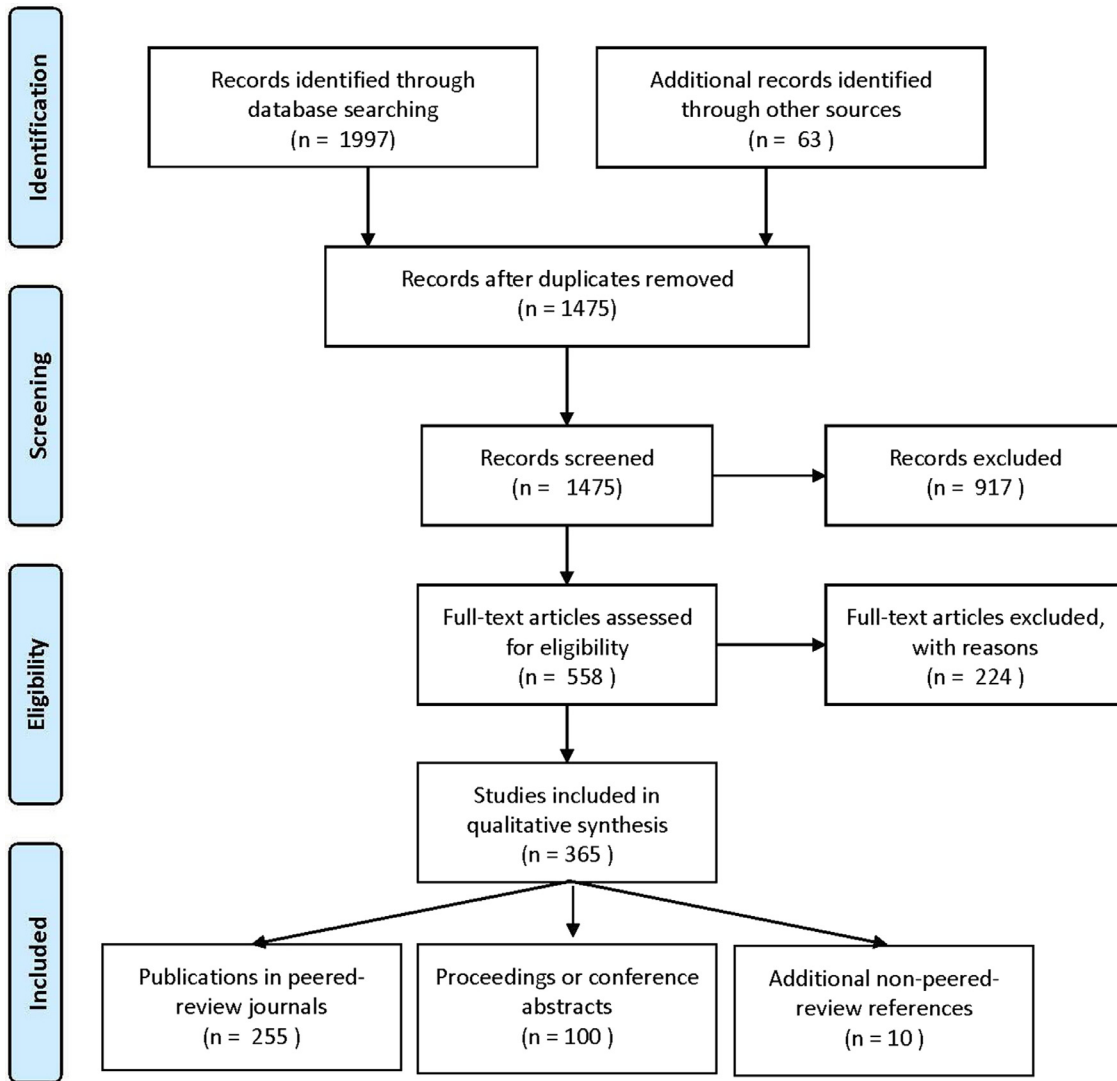 Identification
Records identified through
database searching
(n =  1997)
Additional records identified
through other sources
(n =  63 )
Records after duplicates removed
(n = 1475)
Screening
Records screened
(n =  1475)
Records excluded
(n =  917 )
Eligibility
Full-text articles assessed
for eligibility
(n =  558 )
Full-text articles excluded,
with reasons
(n =  224 )
Studies included in
qualitative synthesis
(n = 365 )
Included
Publications in peered-
review journals
(n =  255 )
Proceedings or conference
abstracts
(n = 100 )
Additional non-peered-
review references
(n = 10 )